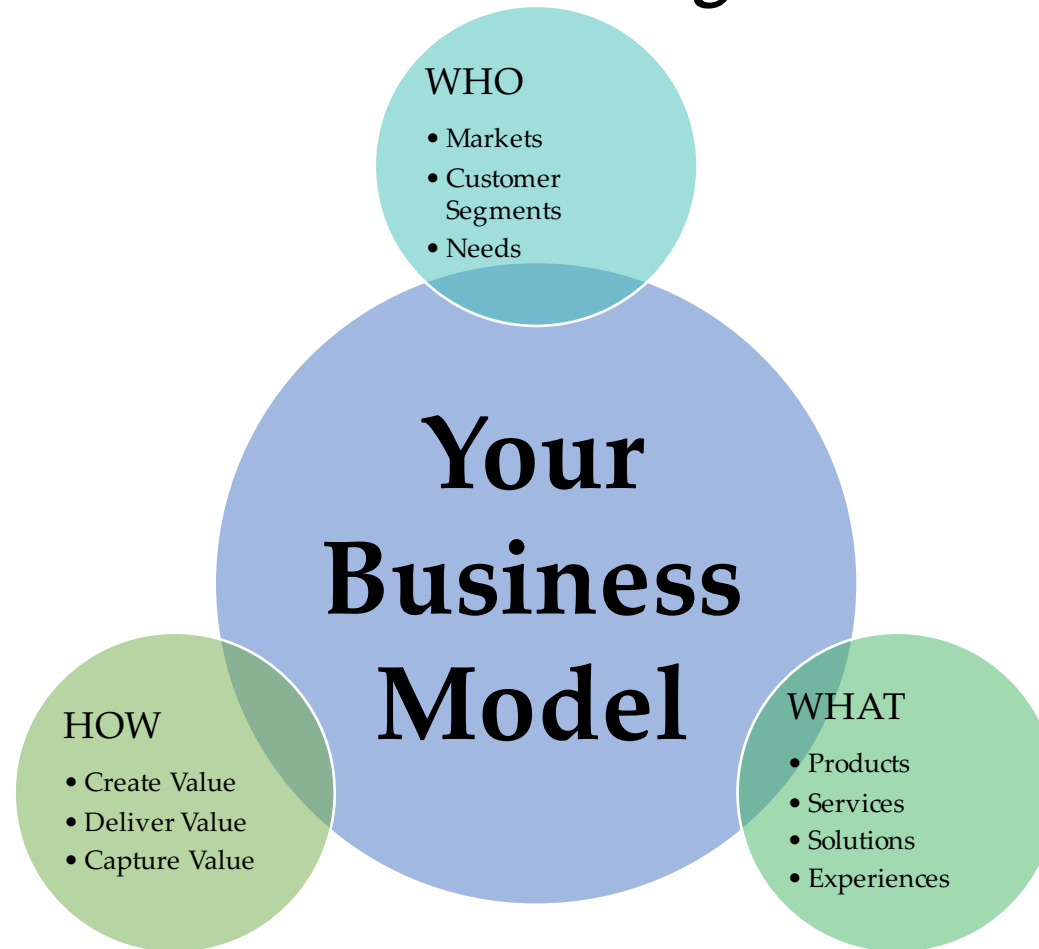 WHO
• Markets
• Customer
Segments
• Needs
Your
Business
Model
HOW
• Create Value
• Deliver Value
• Capture Value
WHAT
• Products
• Services
• Solutions
• Experiences